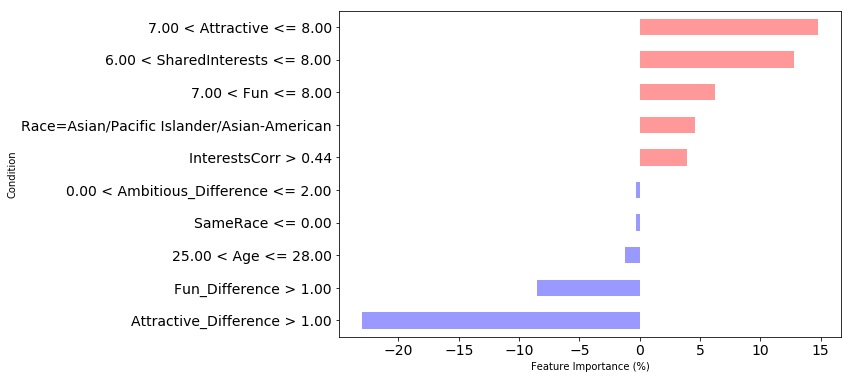 7.00 < Attractive <= 8.00
6.00 < SharedInterests <= 8.00
7.00 < Fun <= 8.00
Race=Asian/Pacific Islander/Asian-American
InterestsCorr > 0.44
0.00 < Ambitious_Difference <= 2.00
SameRace <= 0.00
25.00 < Age <= 28.00
Fun_Difference > 1.00
Attractive_Difference > 1.00
Condition
−20 −15 −10 −5 0 5 10 15
Feature Importance (%)